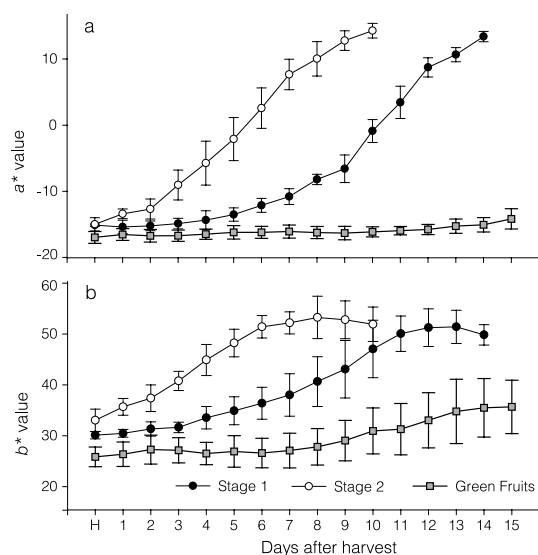 a
10
0
-10
-20
a* value
b
60
50
40
30
20
b* value
Stage 1
Stage 2
Green Fruits
H 1 2 3 4 5 6 7 8 9 10 11 12 13 14 15
Days after harvest